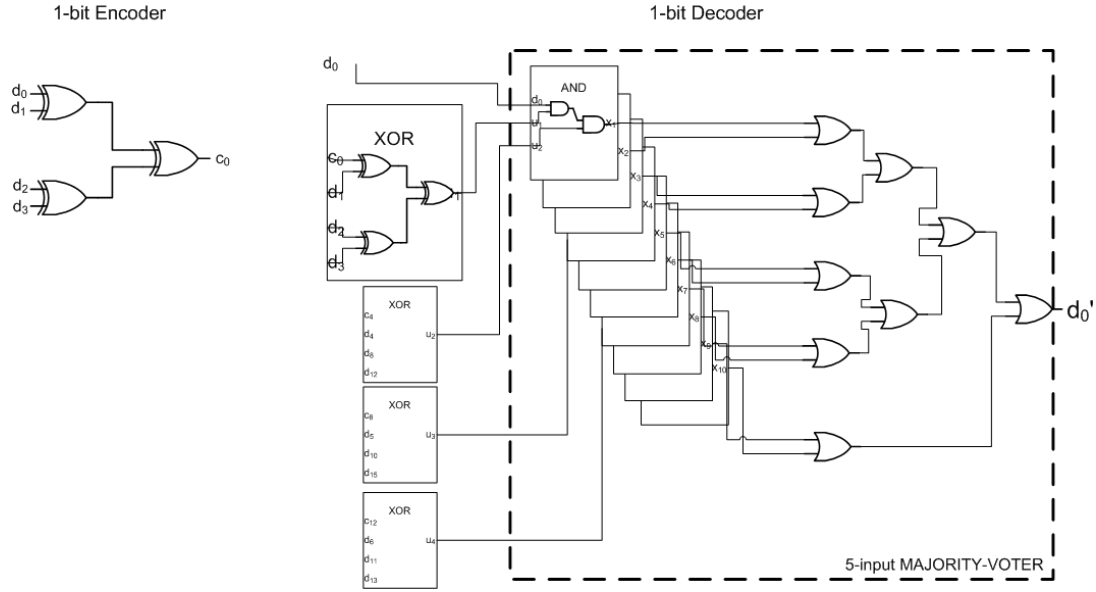 1-bit Encoder
1-bit Decoder
d0
d1
d2
d3
c0
d0
XOR
c0
d1
d2
d3
AND
d0
u2
x1
x2
x3
x4
x5
x6
x7
x8
x9
x10
XOR
c4
d4
d8
d12
u2
XOR
c8
d5
d10
d15
u3
XOR
c12
d6
d11
d13
u4
d0'
5-input MAJORITY-VOTER